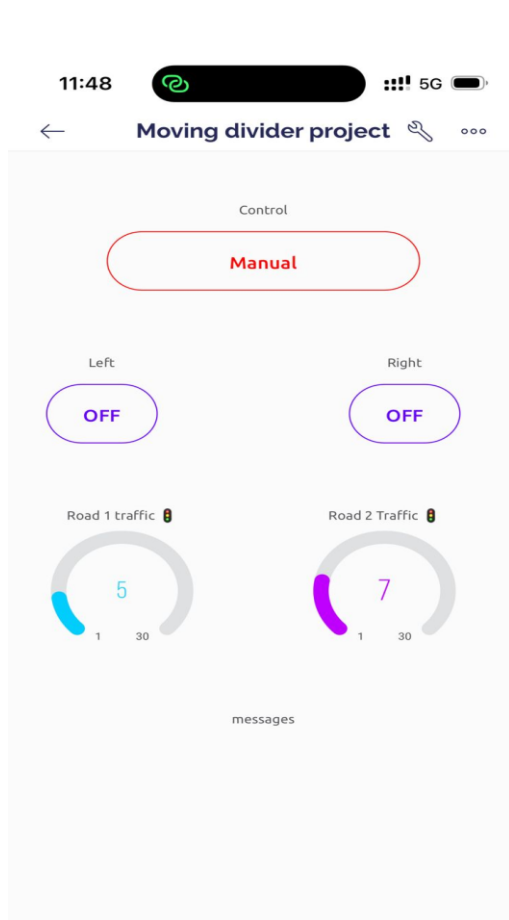 11:48 5G
Moving divider project
Control
Manual
Left Right
OFF OFF
Road 1 traffic 🚦 Road 2 Traffic 🚦
5 7
1 30 1 30
messages